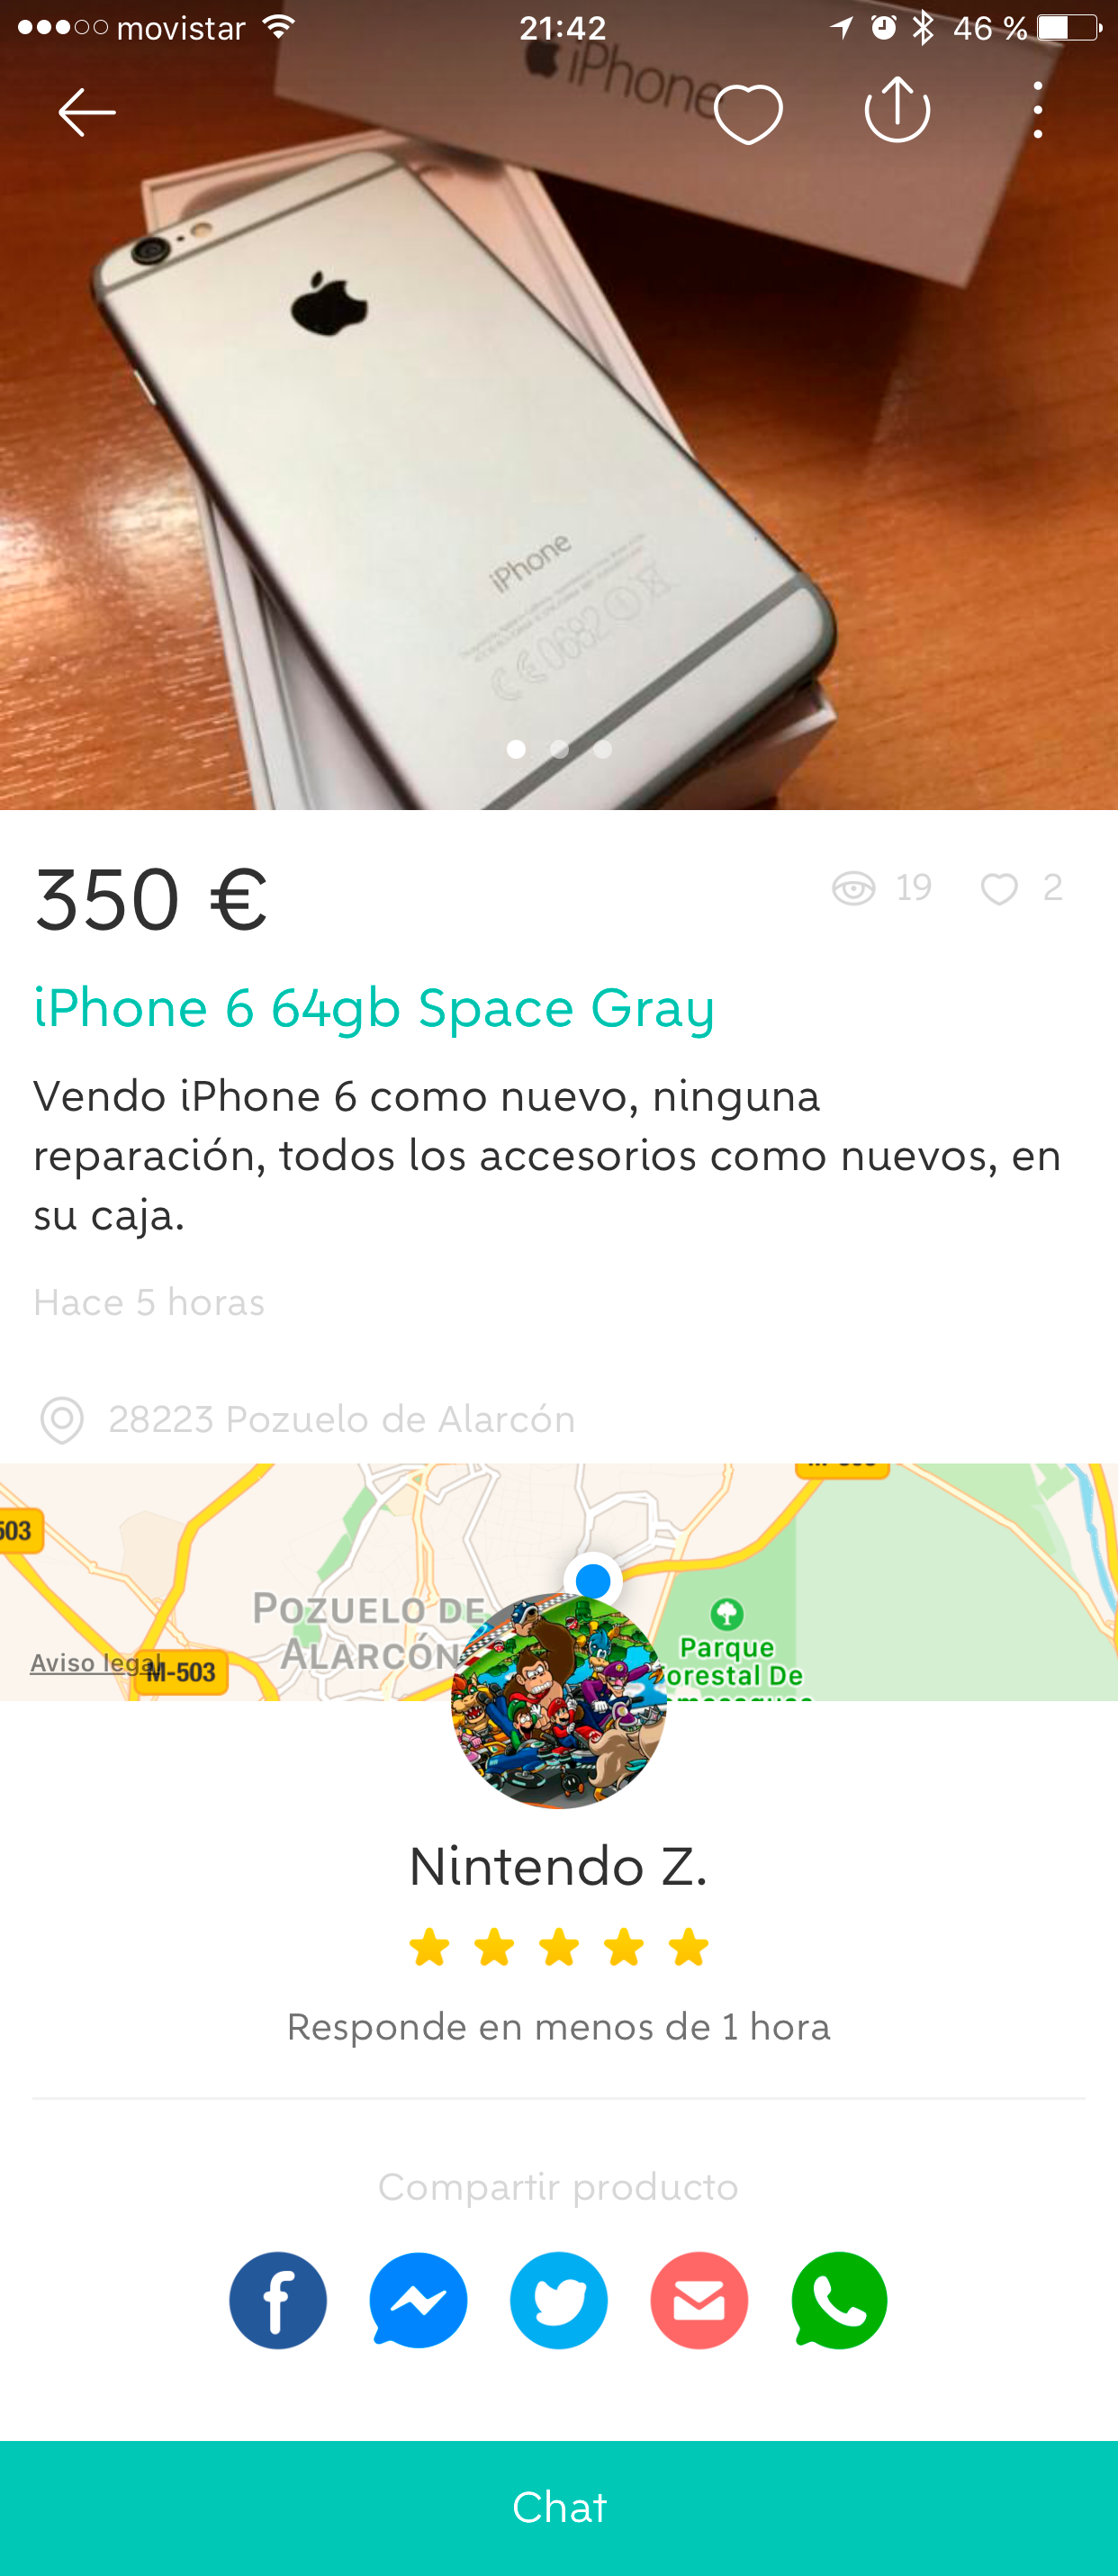 movistar 21:42 46 %
iPhone
iPhone
CE0682
350 €
19 2
iPhone 6 64gb Space Gray
Vendo iPhone 6 como nuevo, ninguna
reparación, todos los accesorios como nuevos, en
su caja.
Hace 5 horas
28223 Pozuelo de Alarcón
503
POZUELO DE
ALARCÓN
Parque
orestal De
Aviso legal
M-503
Nintendo Z.
Responde en menos de 1 hora
Compartir producto
Chat